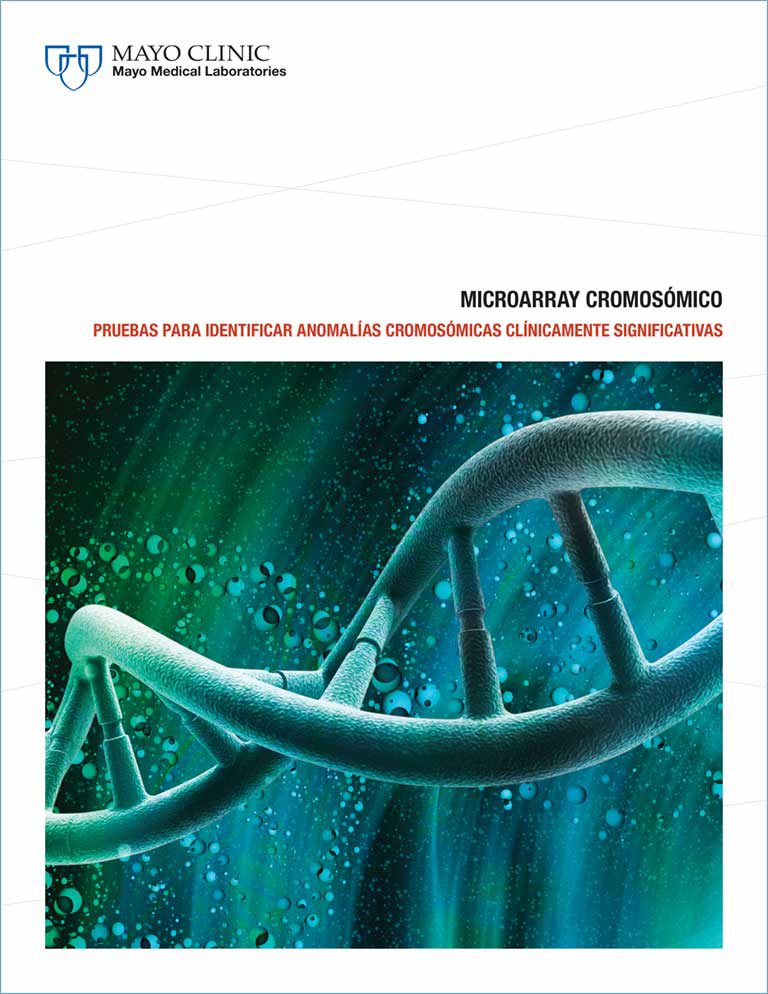 MAYO CLINIC
Mayo Medical Laboratories
MICROARRAY CROMOSÓMICO
PRUEBAS PARA IDENTIFICAR ANOMALÍAS CROMOSÓMICAS CLÍNICAMENTE SIGNIFICATIVAS